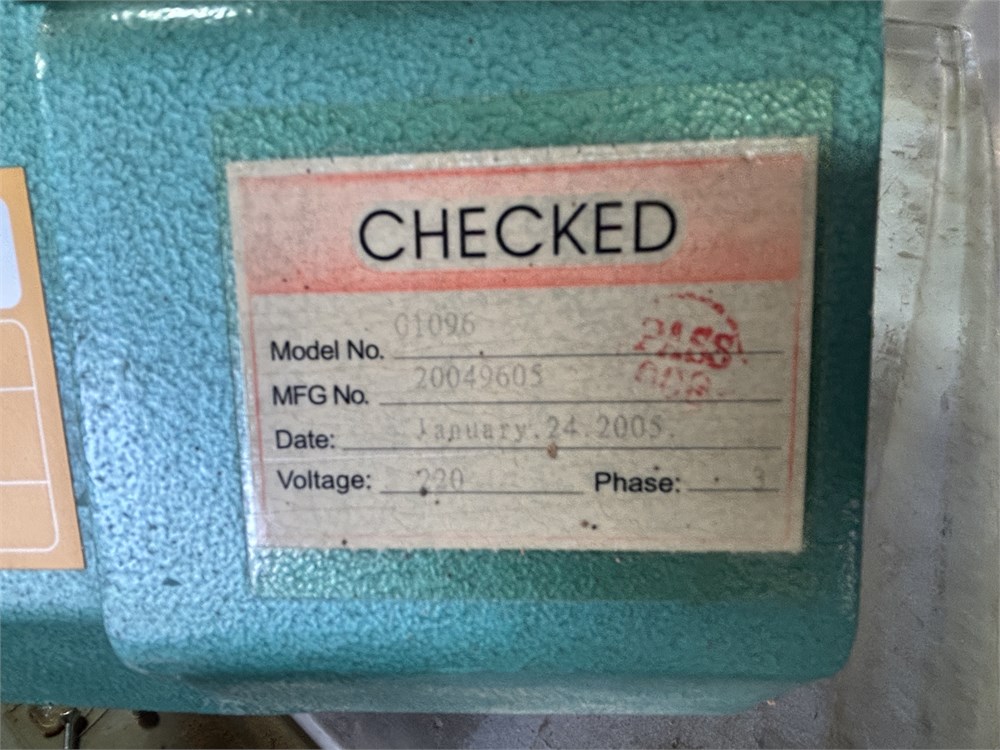 CHECKED
Model No. 01096
PASS
MFG No. 20049605
Date: January.24.2005.
Voltage: 220 Phase: 3